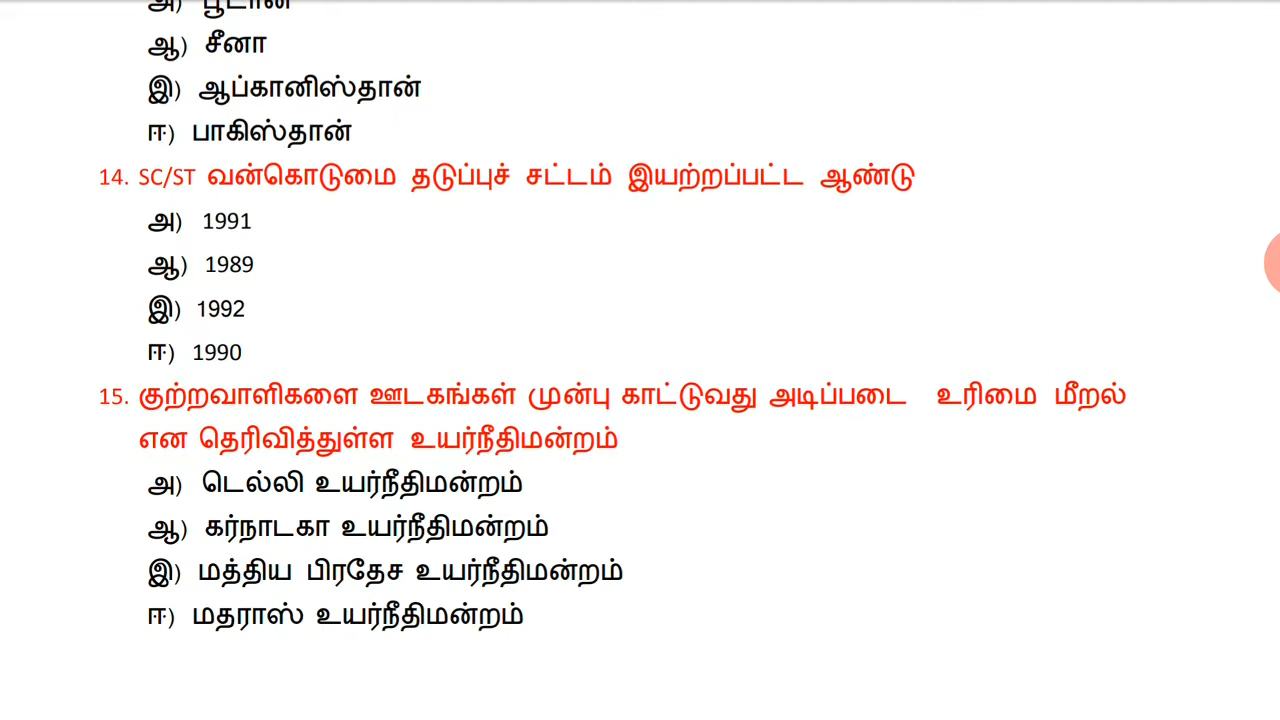 அ) பூடான்
ஆ) சீனா
இ) ஆப்கானிஸ்தான்
ஈ) பாகிஸ்தான்
14. SC/ST வன்கொடுமை தடுப்புச் சட்டம் இயற்றப்பட்ட ஆண்டு
அ) 1991
ஆ) 1989
இ) 1992
ஈ) 1990
15. குற்றவாளிகளை ஊடகங்கள் முன்பு காட்டுவது அடிப்படை உரிமை மீறல்
என தெரிவித்துள்ள உயர்நீதிமன்றம்
அ) டெல்லி உயர்நீதிமன்றம்
ஆ) கர்நாடகா உயர்நீதிமன்றம்
இ) மத்திய பிரதேச உயர்நீதிமன்றம்
ஈ) மதராஸ் உயர்நீதிமன்றம்